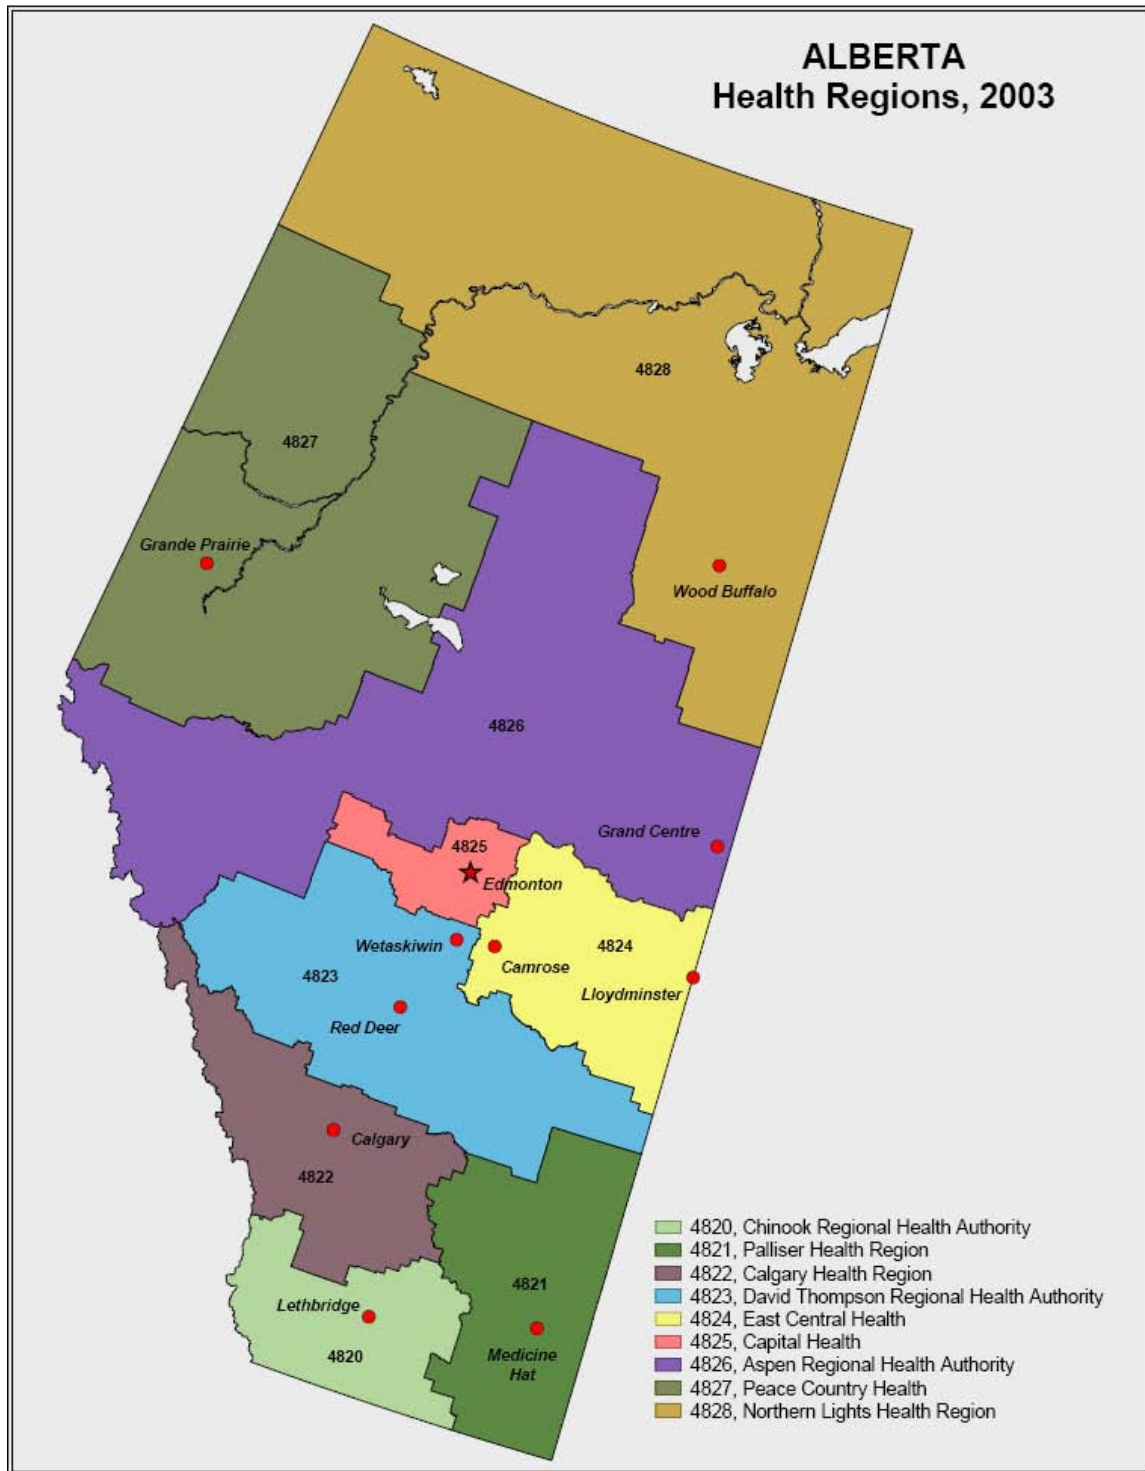 ALBERTA
Health Regions, 2003
4828
4827
Grande Prairie
Wood Buffalo
4826
Grand Centre
4825
Edmonton
Wetaskiwin
4824
Camrose
4823
Lloydminster
Red Deer
Calgary
4822
4821
Lethbridge
4820
Medicine
Hat
4820, Chinook Regional Health Authority
4821, Palliser Health Region
4822, Calgary Health Region
4823, David Thompson Regional Health Authority
4824, East Central Health
4825, Capital Health
4826, Aspen Regional Health Authority
4827, Peace Country Health
4828, Northern Lights Health Region